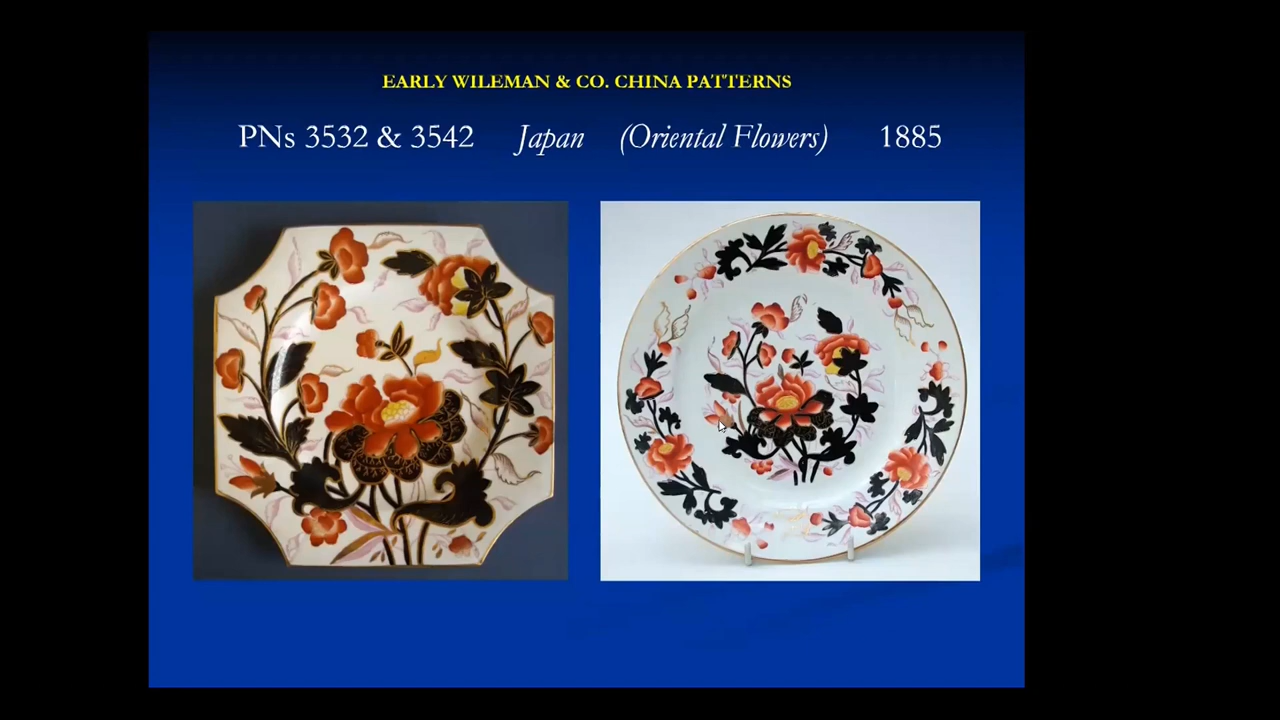 EARLY WILEMAN & CO. CHINA PATTERNS
PNs 3532 & 3542 Japan (Oriental Flowers) 1885